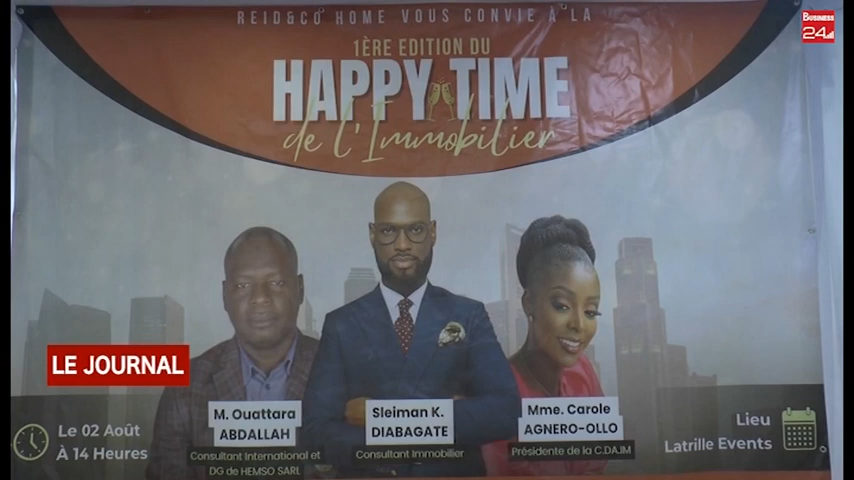 REID&CO HOME VOUS CONVIE À LA
BUSINESS
24
1ÈRE EDITION DU
HAPPY TIME
de l'Immobilier
LE JOURNAL
M. Ouattara
ABDALLAH
Consultant International et
DG de HEMSO SARL
Sleiman K.
DIABAGATE
Consultant Immobilier
Mme. Carole
AGNERO-OLLO
Présidente de la C.DA.IM
Le 02 Août
À 14 Heures
Lieu
Latrille Events